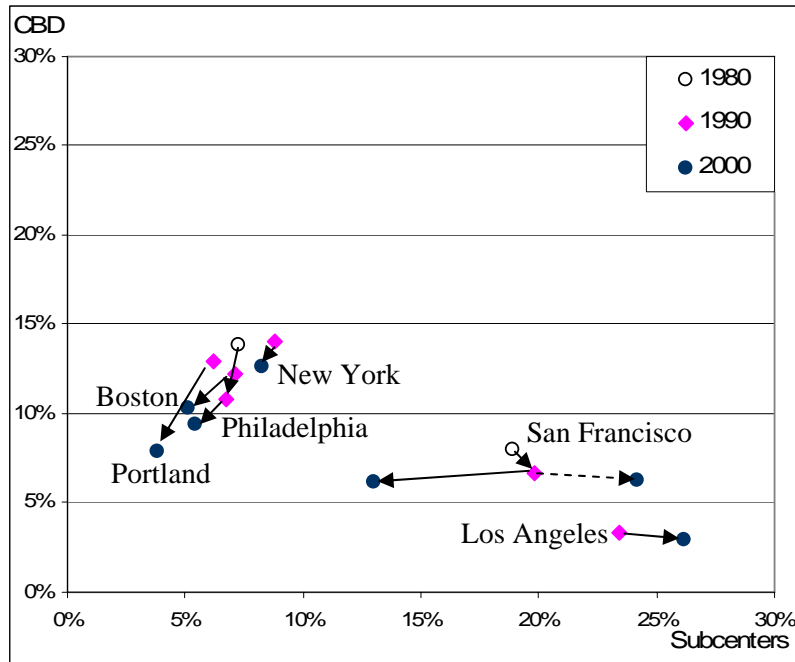 CBD
30%
25%
20%
15%
10%
5%
0%
1980
1990
2000
New York
Boston
Philadelphia
Portland
San Francisco
Los Angeles
0% 5% 10% 15% 20% 25% 30%
Subcenters